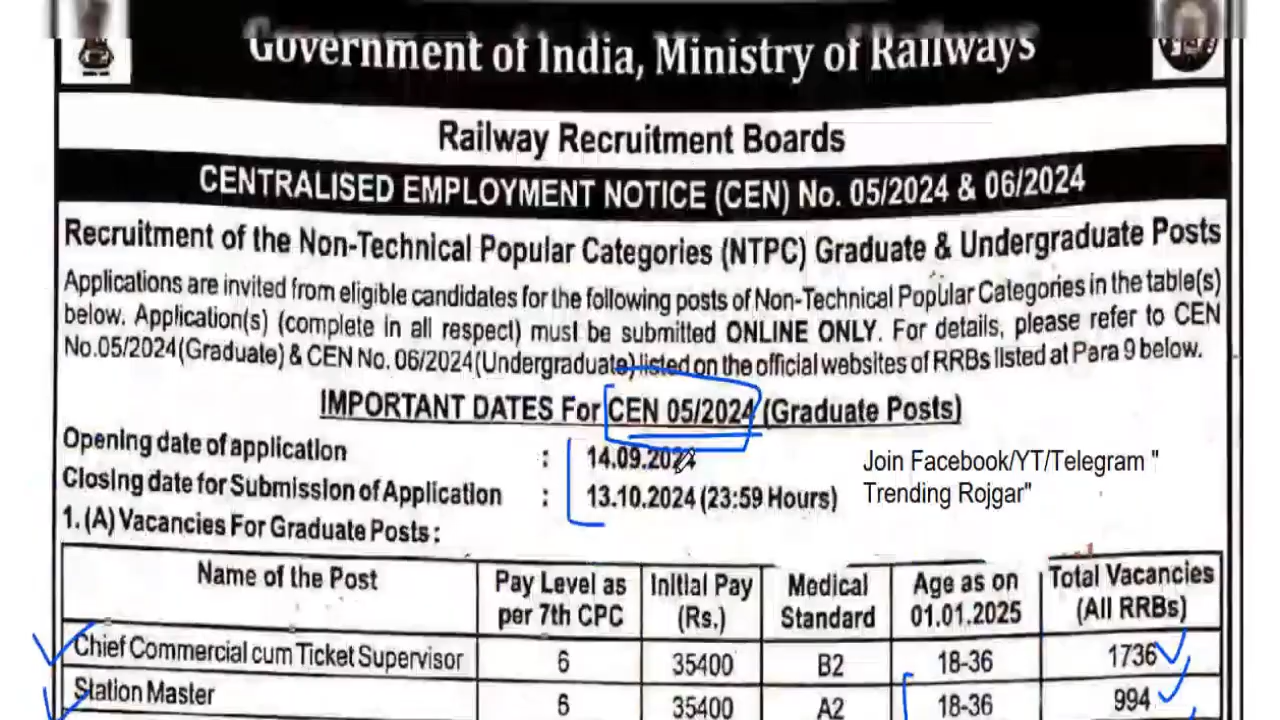 Government of India, Ministry of Railways
Railway Recruitment Boards
CENTRALISED EMPLOYMENT NOTICE (CEN) No. 05/2024 & 06/2024
Recruitment of the Non-Technical Popular Categories (NTPC) Graduate & Undergraduate Posts
Applications are invited from eligible candidates for the following posts of Non-Technical Popular Categories in the table(s)
below. Application(s) (complete in all respect) must be submitted ONLINE ONLY. For details, please refer to CEN
No.05/2024(Graduate) & CEN No. 06/2024(Undergraduate) listed on the official websites of RRBs listed at Para 9 below.
IMPORTANT DATES For CEN 05/2024 (Graduate Posts)
Opening date of application : 14.09.2024
Closing date for Submission of Application : 13.10.2024 (23:59 Hours)
Join Facebook/YT/Telegram "
Trending Rojgar"
1. (A) Vacancies For Graduate Posts :
Name of the Post Pay Level as per 7th CPC Initial Pay (Rs.) Medical Standard Age as on 01.01.2025 Total Vacancies (All RRBs)
Chief Commercial cum Ticket Supervisor 6 35400 B2 18-36 1736
Station Master 6 35400 A2 18-36 994